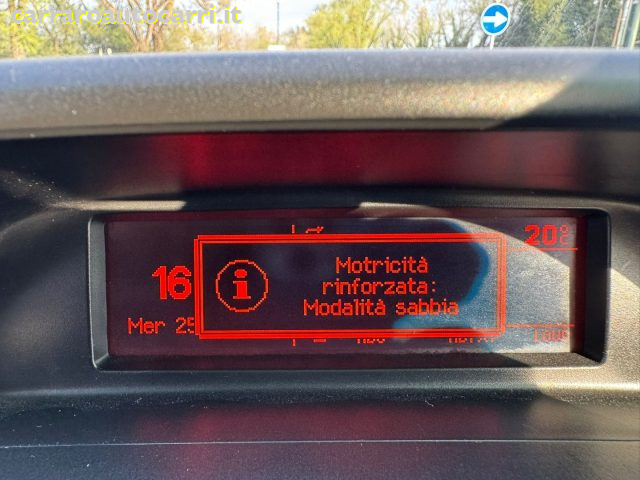 carraroautocarri.it
20°C
16
Motricità
rinforzata:
Modalità sabbia
Mer 25